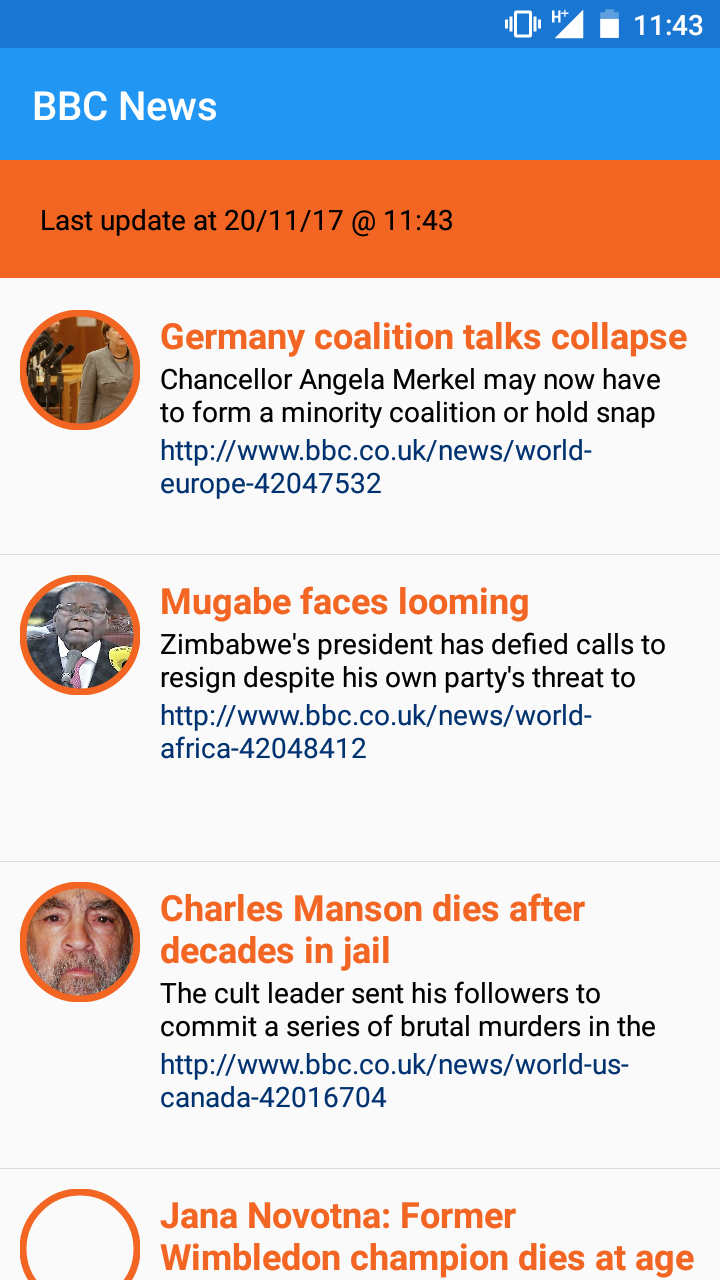 H+ 11:43
BBC News
Last update at 20/11/17 @ 11:43
Germany coalition talks collapse
Chancellor Angela Merkel may now have
to form a minority coalition or hold snap
http://www.bbc.co.uk/news/world-
europe-42047532
Mugabe faces looming
Zimbabwe's president has defied calls to
resign despite his own party's threat to
http://www.bbc.co.uk/news/world-
africa-42048412
Charles Manson dies after
decades in jail
The cult leader sent his followers to
commit a series of brutal murders in the
http://www.bbc.co.uk/news/world-us-
canada-42016704
Jana Novotna: Former
Wimbledon champion dies at age